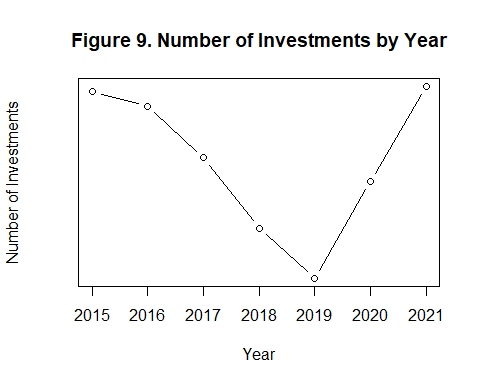 Figure 9. Number of Investments by Year
Number of Investments
2015 2016 2017 2018 2019 2020 2021
Year